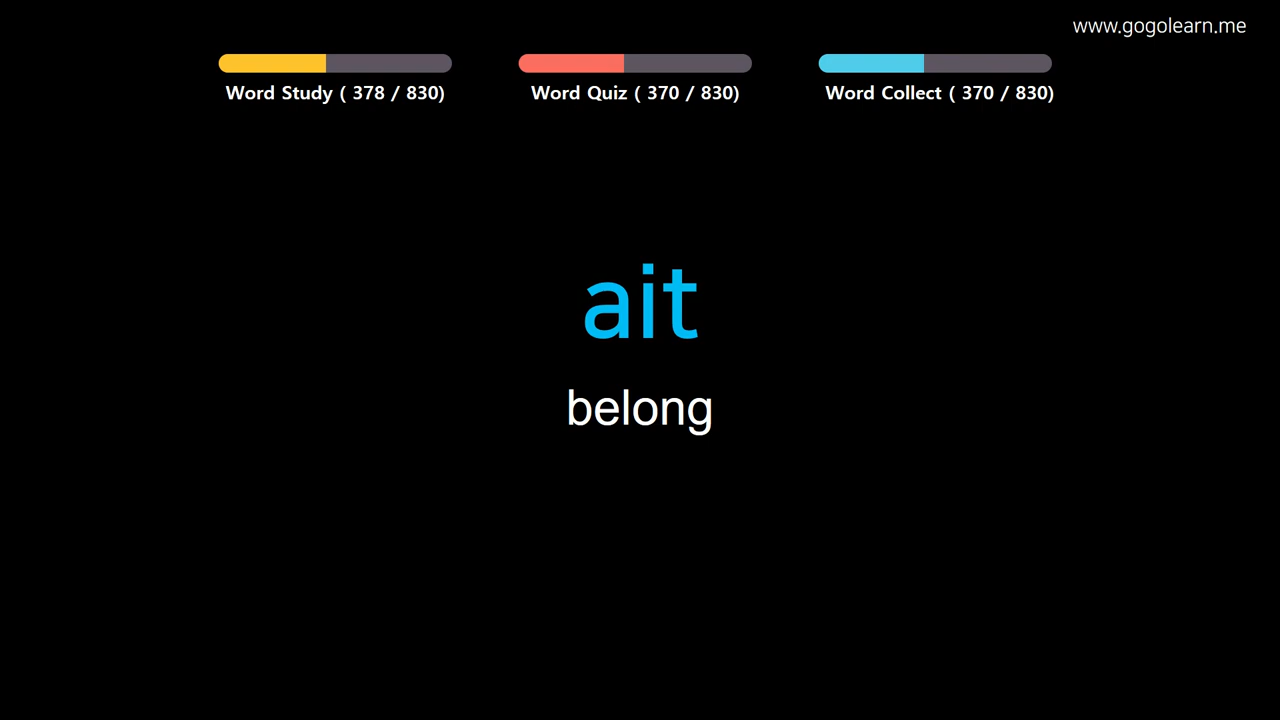 www.gogolearn.me
Word Study ( 378 / 830)
Word Quiz ( 370 / 830)
Word Collect ( 370 / 830)
ait
belong